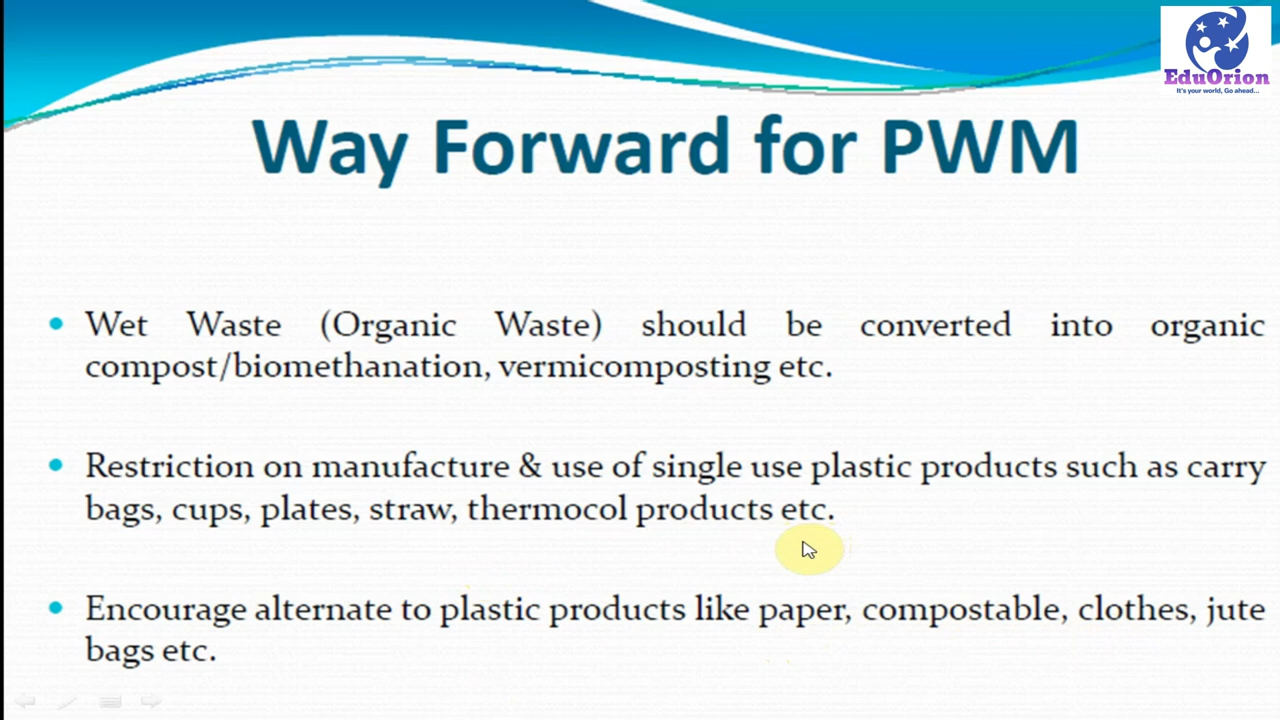 EduOrion
It's your world, Go ahead...
Way Forward for PWM
• Wet Waste (Organic Waste) should be converted into organic
compost/biomethanation, vermicomposting etc.
• Restriction on manufacture & use of single use plastic products such as carry
bags, cups, plates, straw, thermocol products etc.
• Encourage alternate to plastic products like paper, compostable, clothes, jute
bags etc.